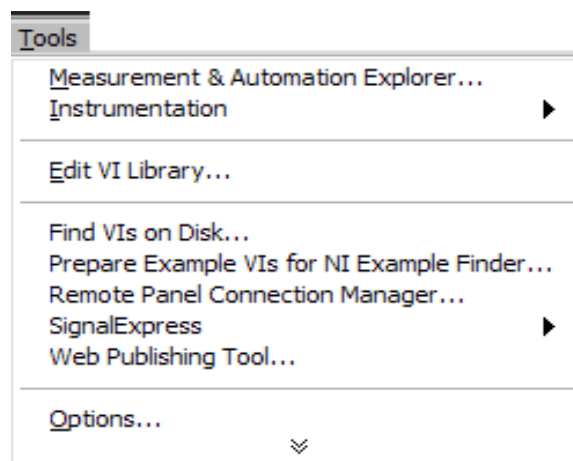 Tools
Measurement & Automation Explorer...
Instrumentation
Edit VI Library...
Find VIs on Disk...
Prepare Example VIs for NI Example Finder...
Remote Panel Connection Manager...
SignalExpress
Web Publishing Tool...
Options...